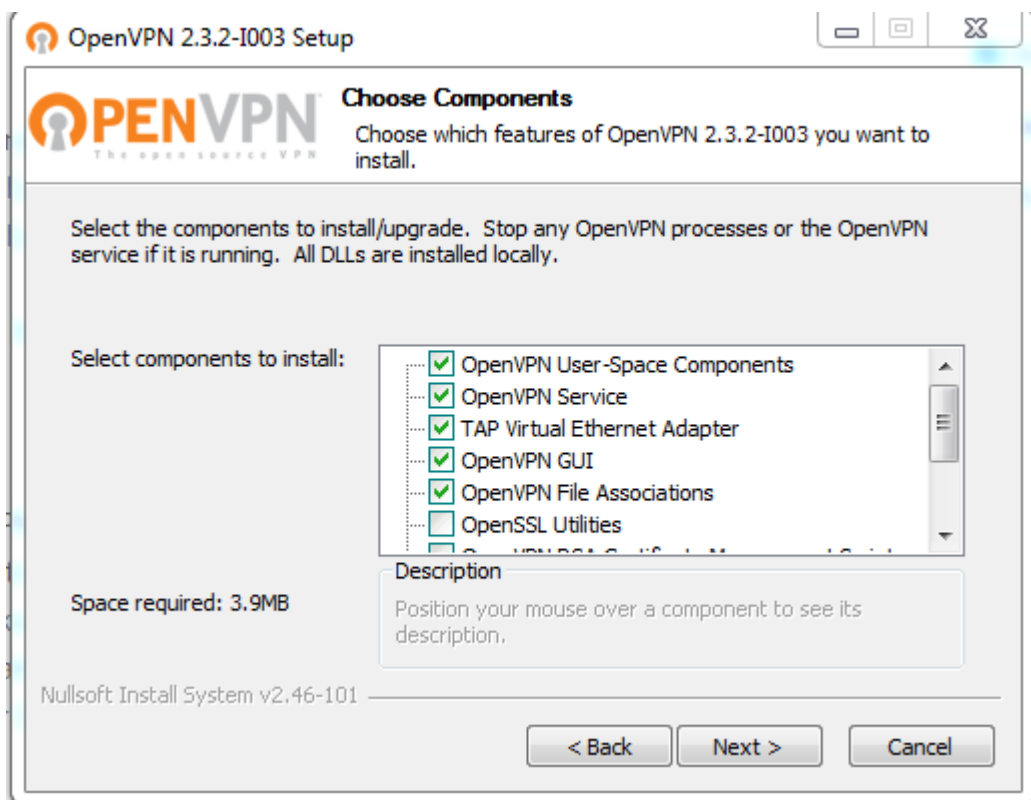 OpenVPN 2.3.2-I003 Setup
OPENVPN
The open source VPN
Choose Components
Choose which features of OpenVPN 2.3.2-I003 you want to
install.
Select the components to install/upgrade. Stop any OpenVPN processes or the OpenVPN
service if it is running. All DLLs are installed locally.
Select components to install:
OpenVPN User-Space Components
OpenVPN Service
TAP Virtual Ethernet Adapter
OpenVPN GUI
OpenVPN File Associations
OpenSSL Utilities
Space required: 3.9MB
Description
Position your mouse over a component to see its
description.
Nullsoft Install System v2.46-101
< Back
Next >
Cancel